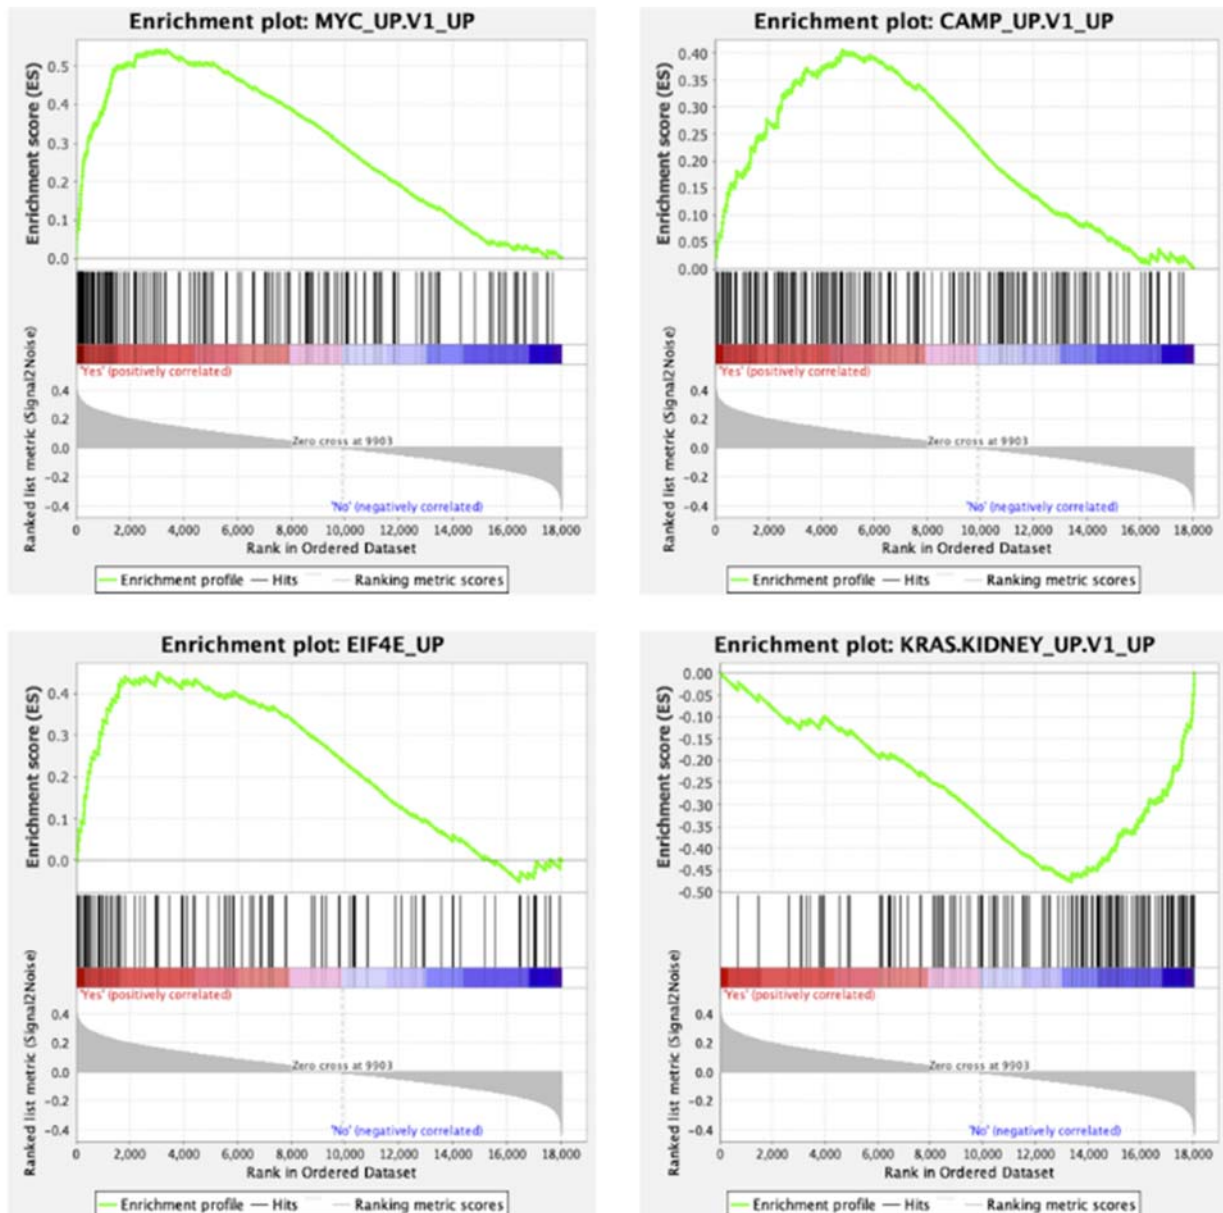 Enrichment plot: MYC_UP.V1_UP
Enrichment score (ES)
0.5
0.4
0.3
0.2
0.1
0.0
Ranked list metric (Signal2Noise)
'Yes' (positively correlated)
0.4
0.2
0.0
-0.2
-0.4
Zero cross at 9903
'No' (negatively correlated)
0 2,000 4,000 6,000 8,000 10,000 12,000 14,000 16,000 18,000
Rank in Ordered Dataset
Enrichment profile Hits Ranking metric scores
Enrichment plot: CAMP_UP.V1_UP
Enrichment score (ES)
0.40
0.35
0.30
0.25
0.20
0.15
0.10
0.05
0.00
Ranked list metric (Signal2Noise)
'Yes' (positively correlated)
0.4
0.2
0.0
-0.2
-0.4
Zero cross at 9903
'No' (negatively correlated)
0 2,000 4,000 6,000 8,000 10,000 12,000 14,000 16,000 18,000
Rank in Ordered Dataset
Enrichment profile Hits Ranking metric scores
Enrichment plot: EIF4E_UP
Enrichment score (ES)
0.4
0.3
0.2
0.1
0.0
Ranked list metric (Signal2Noise)
'Yes' (positively correlated)
0.4
0.2
0.0
-0.2
-0.4
Zero cross at 9903
'No' (negatively correlated)
0 2,000 4,000 6,000 8,000 10,000 12,000 14,000 16,000 18,000
Rank in Ordered Dataset
Enrichment profile Hits Ranking metric scores
Enrichment plot: KRAS.KIDNEY_UP.V1_UP
Enrichment score (ES)
0.00
-0.05
-0.10
-0.15
-0.20
-0.25
-0.30
-0.35
-0.40
-0.45
-0.50
Ranked list metric (Signal2Noise)
'Yes' (positively correlated)
0.4
0.2
0.0
-0.2
-0.4
Zero cross at 9903
'No' (negatively correlated)
0 2,000 4,000 6,000 8,000 10,000 12,000 14,000 16,000 18,000
Rank in Ordered Dataset
Enrichment profile Hits Ranking metric scores